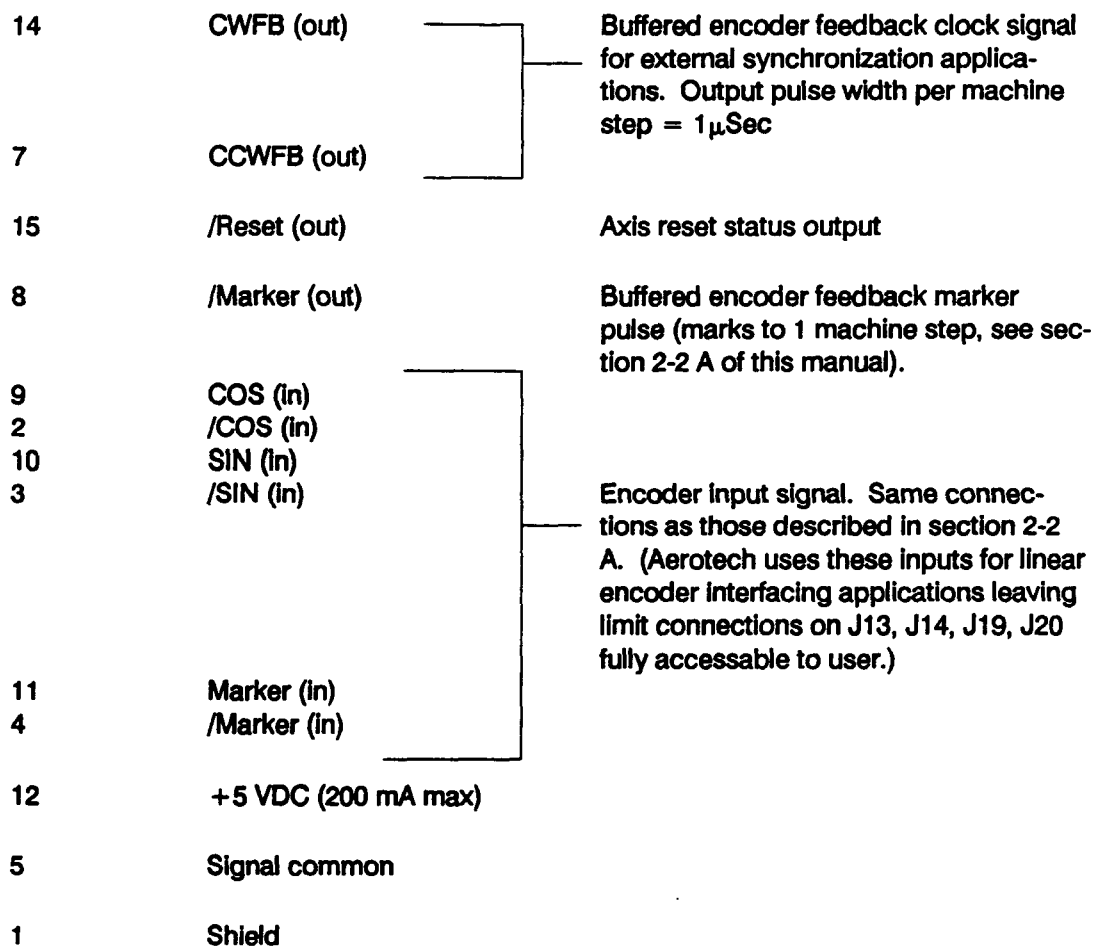 14 CWFB (out) Buffered encoder feedback clock signal
for external synchronization applica-
tions. Output pulse width per machine
step = 1μSec
7 CCWFB (out)
15 /Reset (out) Axis reset status output
8 /Marker (out) Buffered encoder feedback marker
pulse (marks to 1 machine step, see sec-
tion 2-2 A of this manual).
9 COS (in)
2 /COS (in)
10 SIN (in)
3 /SIN (in) Encoder input signal. Same connec-
tions as those described in section 2-2
A. (Aerotech uses these inputs for linear
encoder interfacing applications leaving
limit connections on J13, J14, J19, J20
fully accessable to user.)
11 Marker (in)
4 /Marker (in)
12 +5 VDC (200 mA max)
5 Signal common
1 Shield